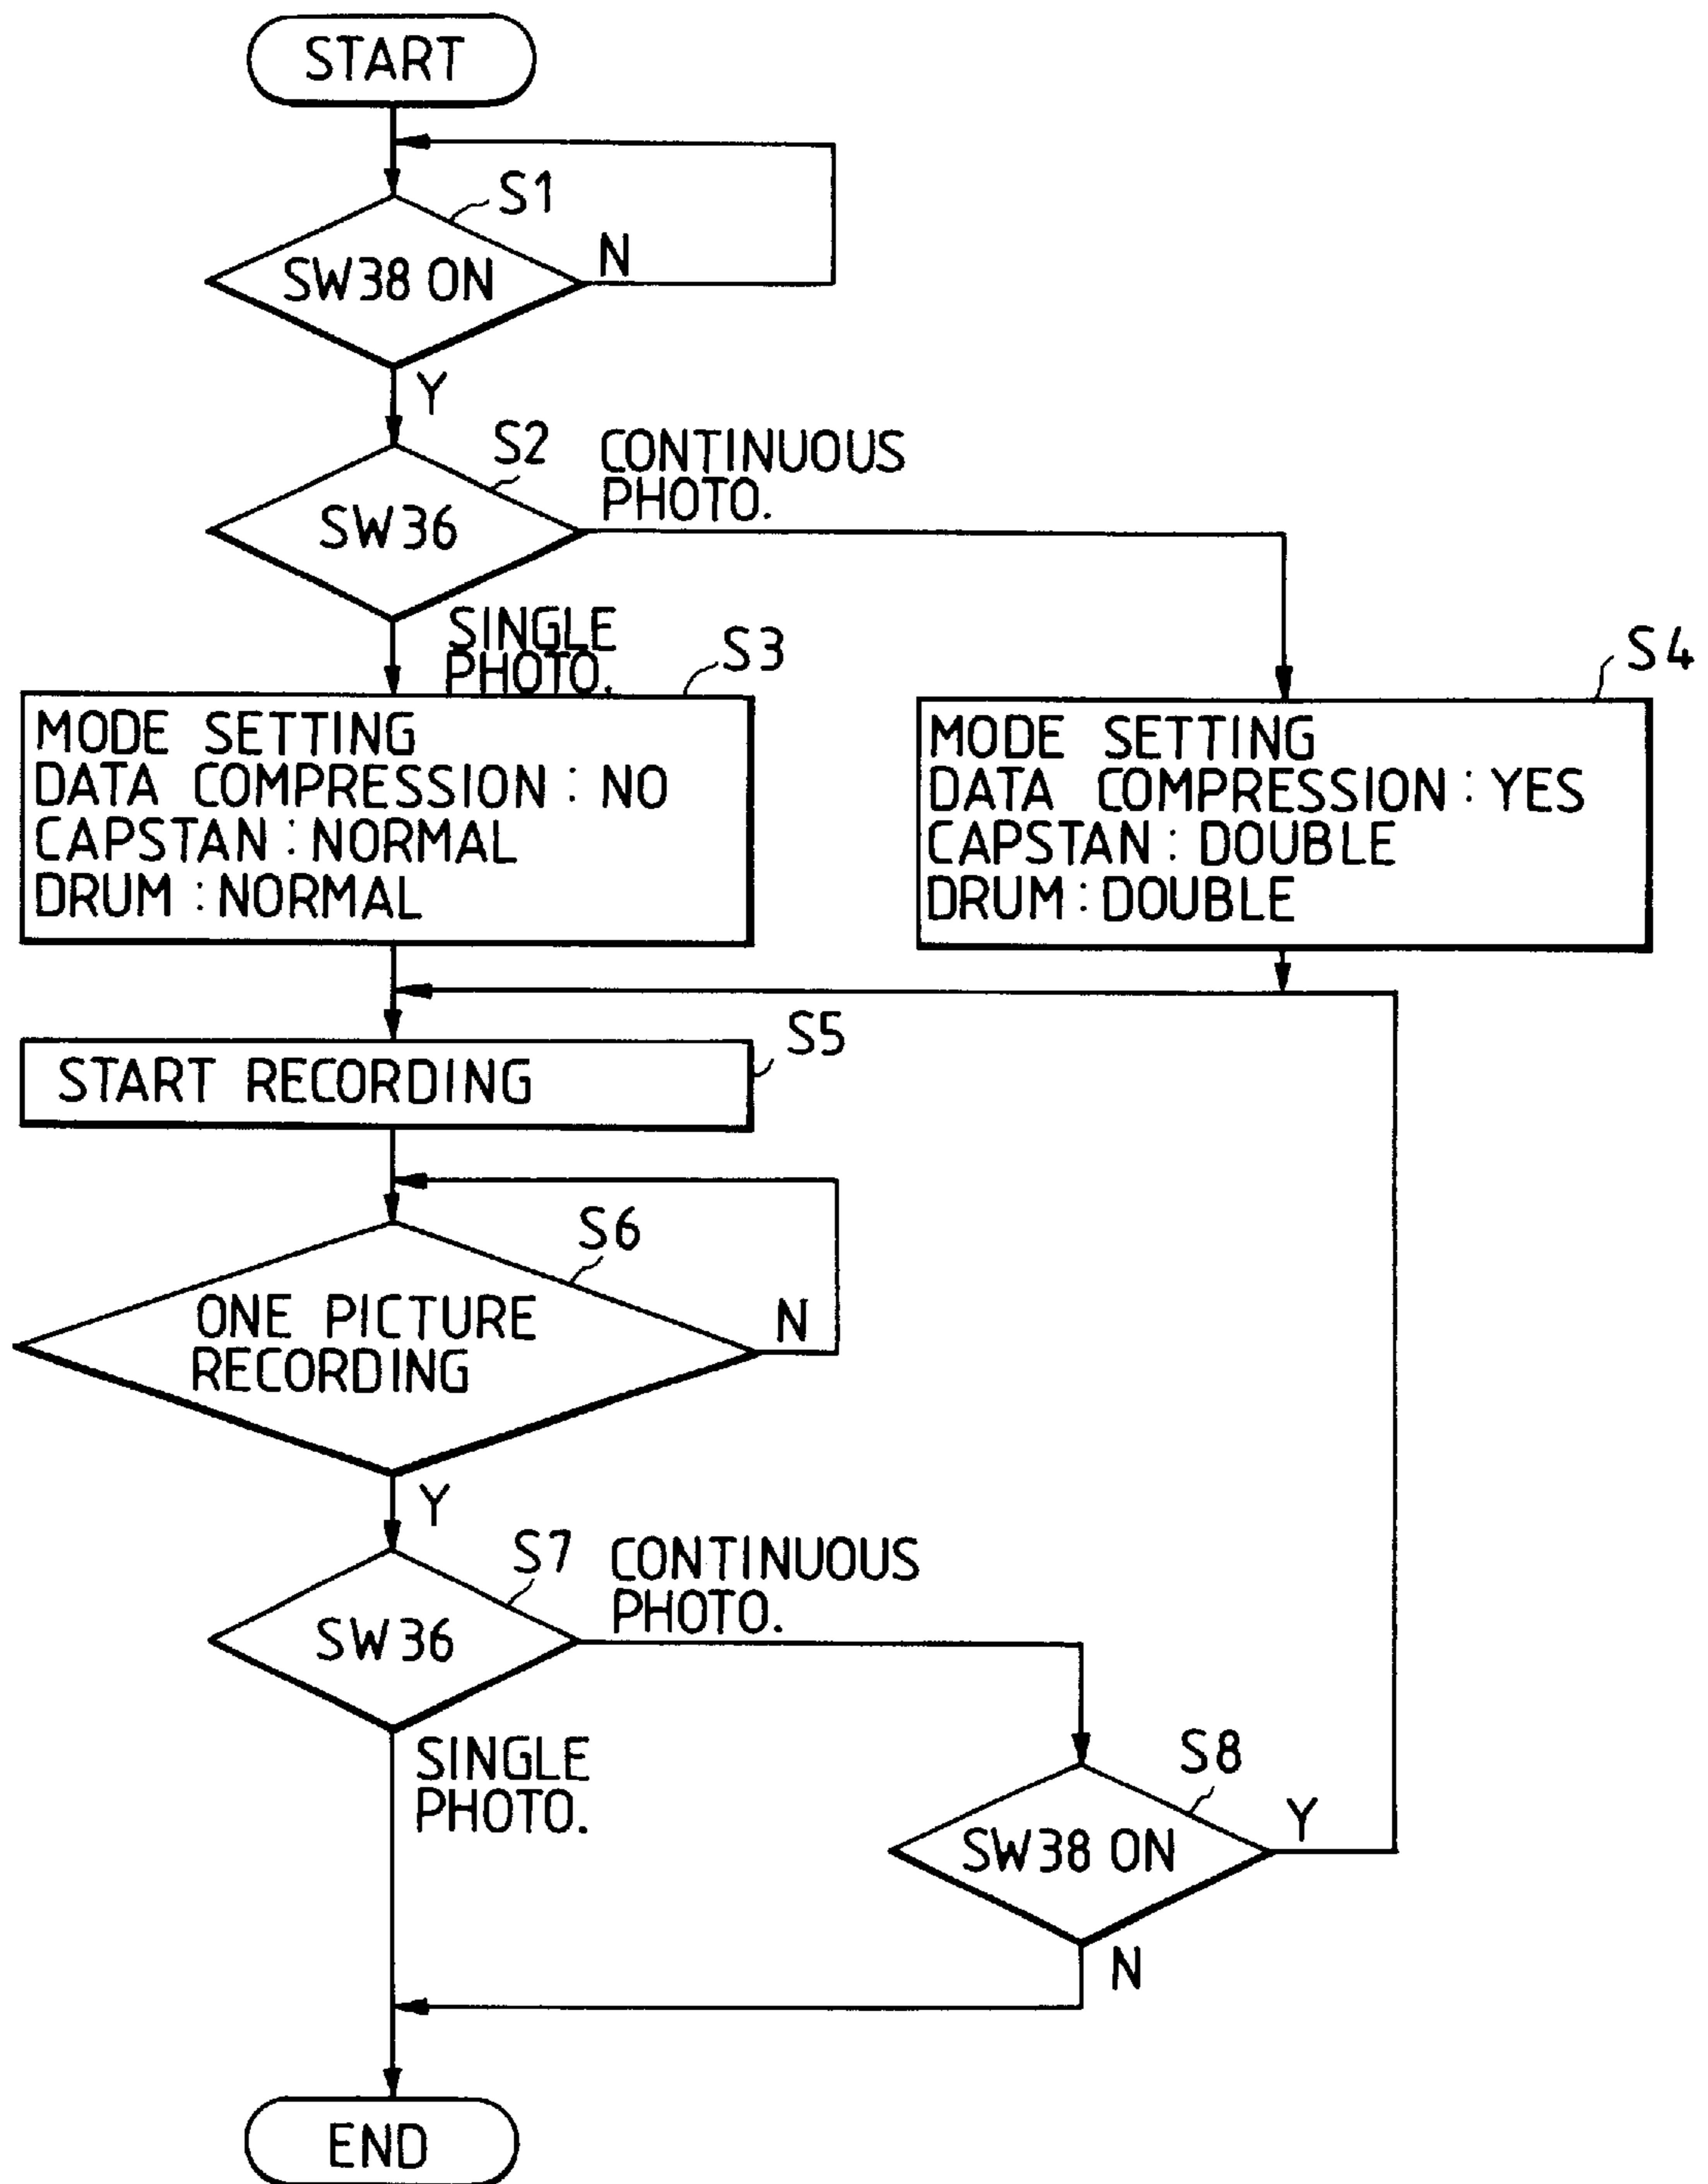 START
S1
SW38 ON
N
Y
S2
CONTINUOUS
PHOTO.
SW36
SINGLE
PHOTO.
S3
MODE SETTING
DATA COMPRESSION : NO
CAPSTAN : NORMAL
DRUM : NORMAL
S4
MODE SETTING
DATA COMPRESSION : YES
CAPSTAN : DOUBLE
DRUM : DOUBLE
S5
START RECORDING
S6
ONE PICTURE
RECORDING
N
Y
S7
CONTINUOUS
PHOTO.
SW36
SINGLE
PHOTO.
S8
SW38 ON
Y
N
END